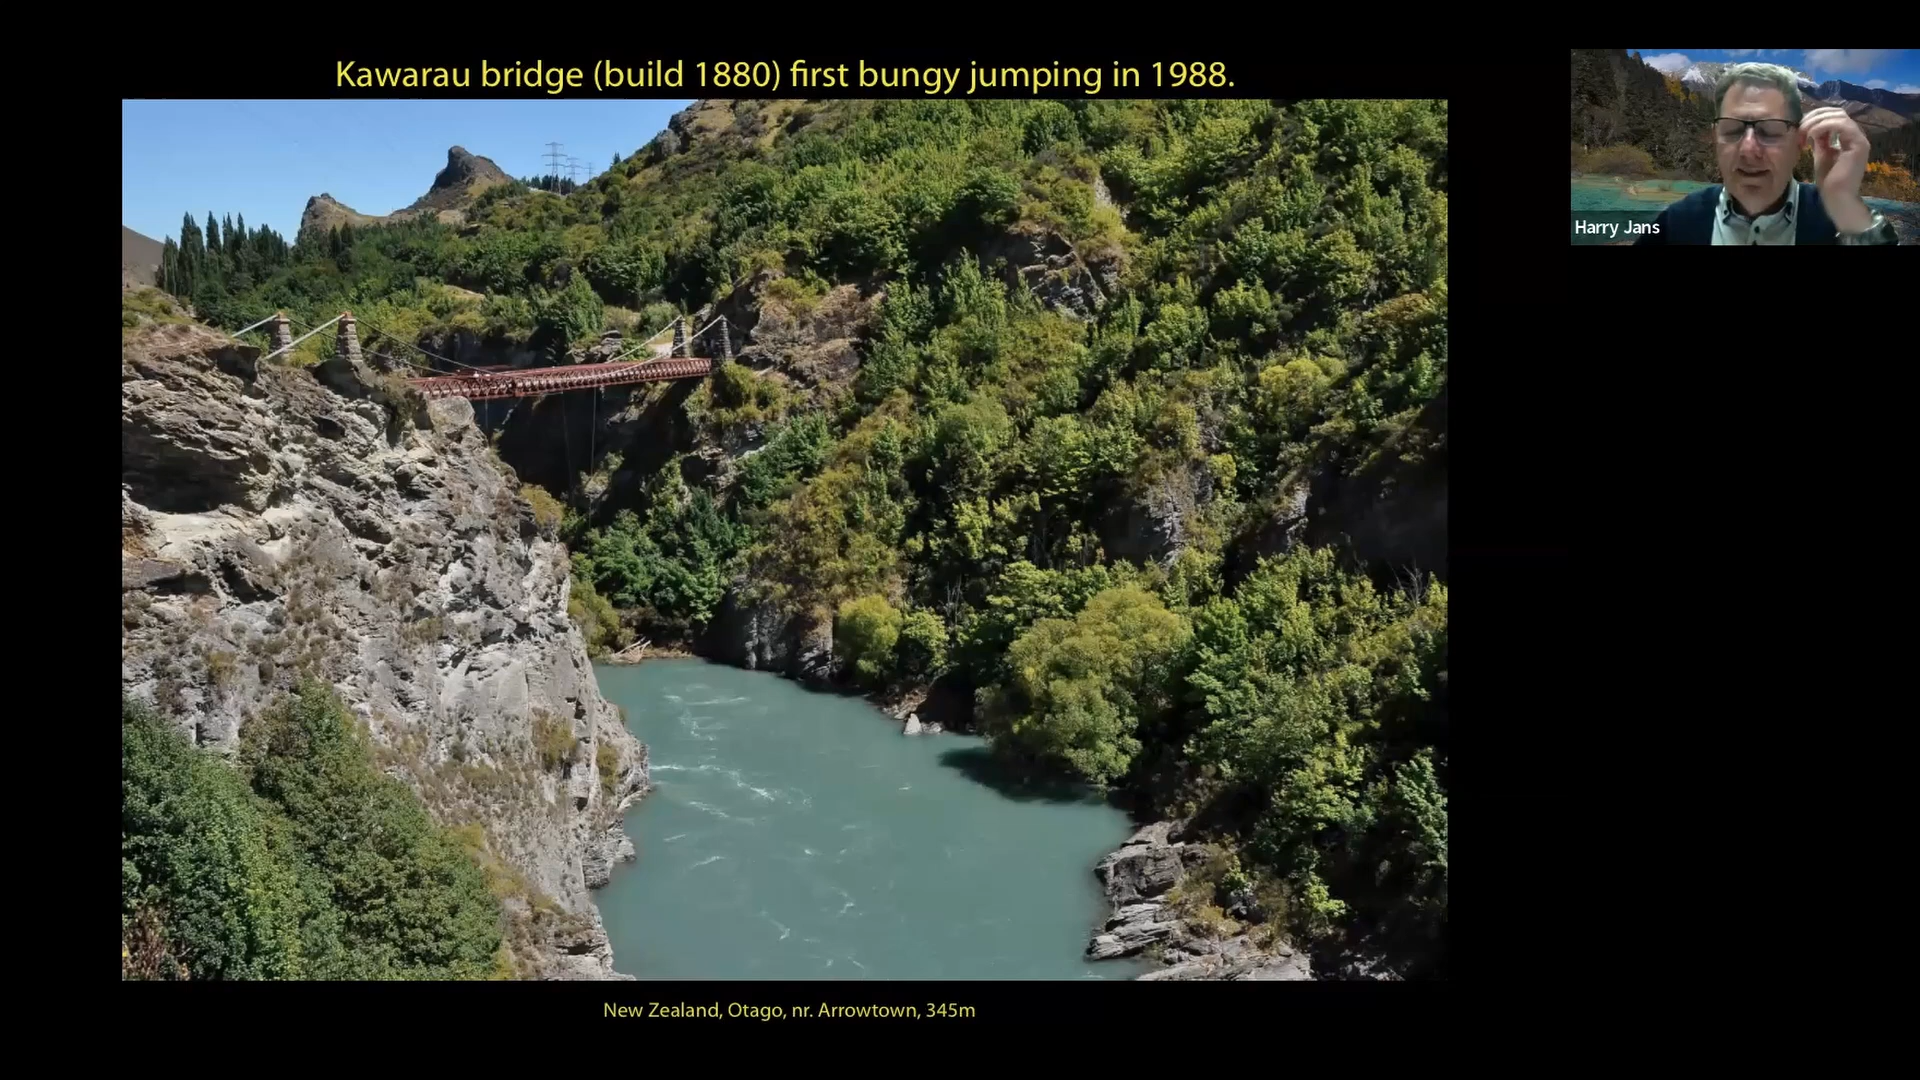 Kawarau bridge (build 1880) first bungy jumping in 1988.
Harry Jans
New Zealand, Otago, nr. Arrowtown, 345m